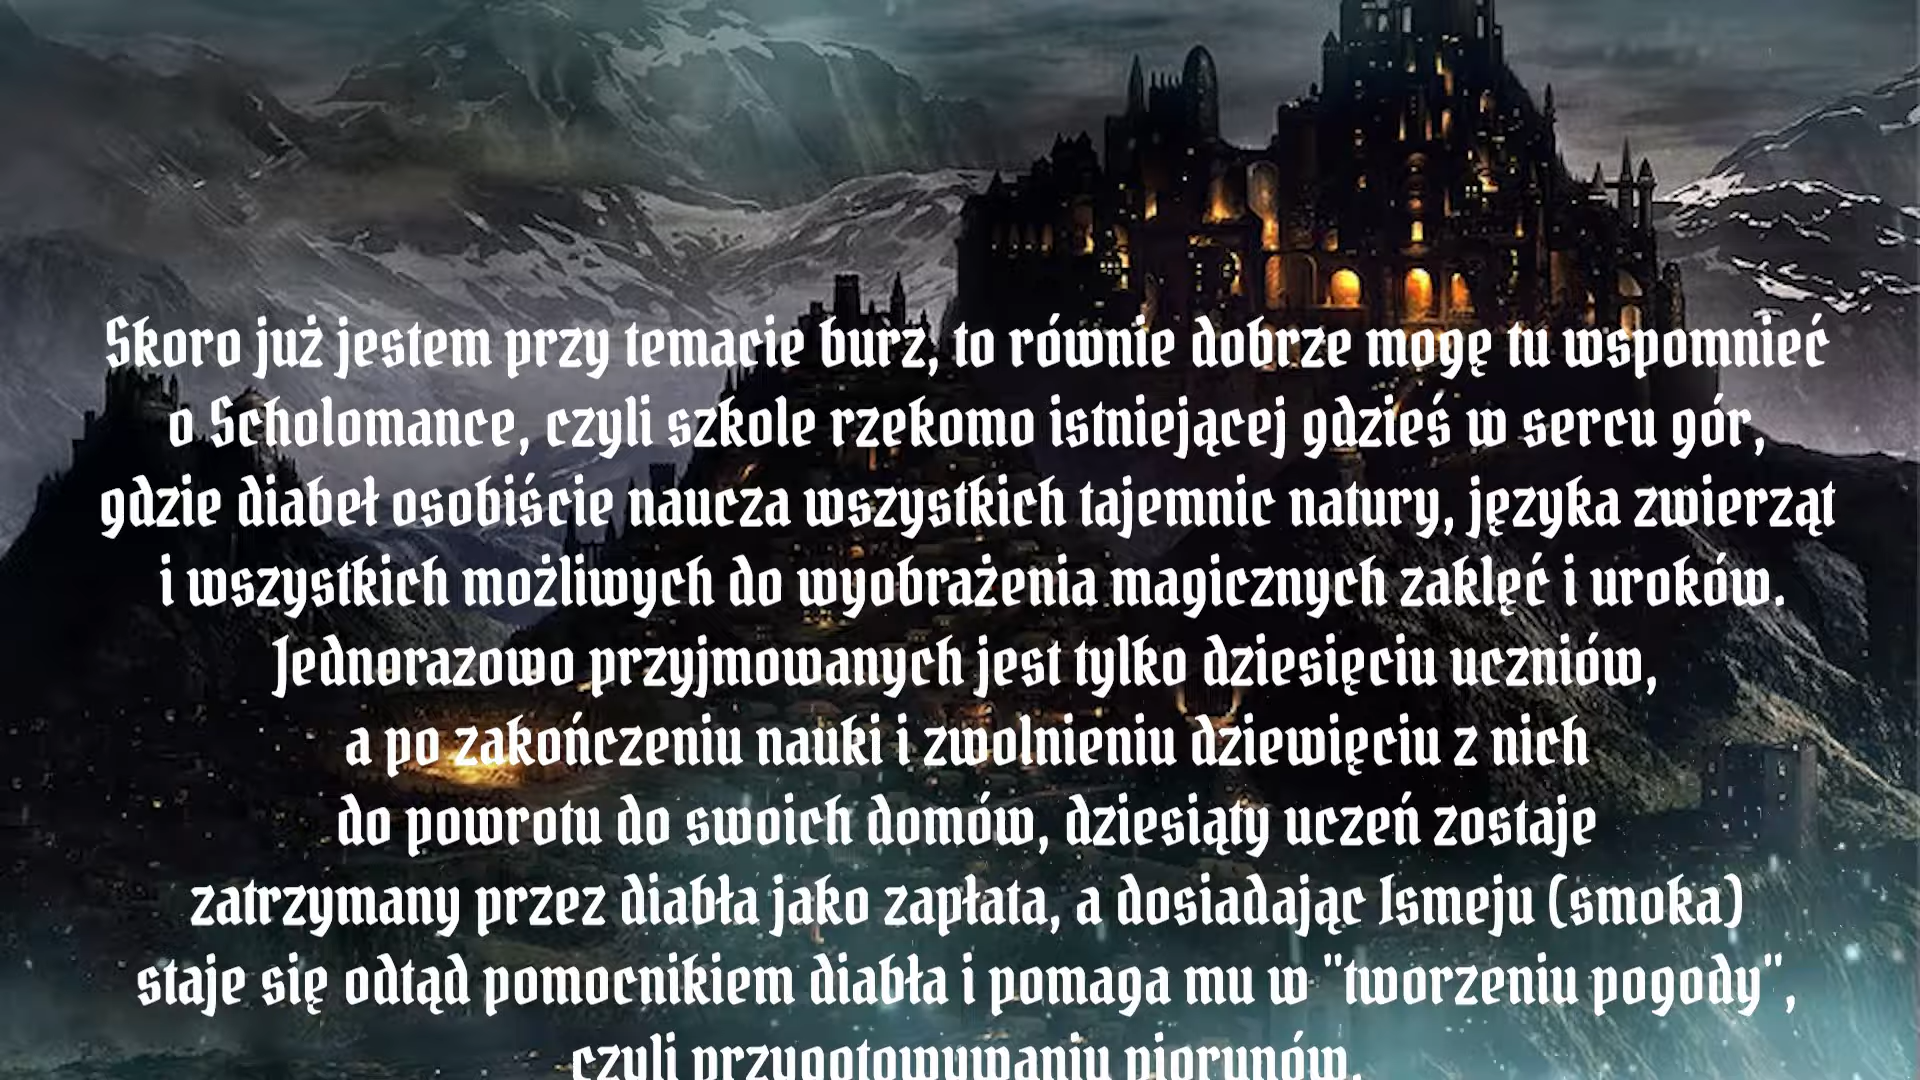 Skoro już jestem przy temacie burz, to równie dobrze mogę tu wspomnieć
o Scholomance, czyli szkole rzekomo istniejącej gdzieś w sercu gór,
gdzie diabeł osobiście naucza wszystkich tajemnic natury, języka zwierząt
i wszystkich możliwych do wyobrażenia magicznych zaklęć i uroków.
Jednorazowo przyjmowanych jest tylko dziesięciu uczniów,
a po zakończeniu nauki i zwolnieniu dziewięciu z nich
do powrotu do swoich domów, dziesiąty uczeń zostaje
zatrzymany przez diabła jako zapłata, a dosiadając Ismeju (smoka)
staje się odtąd pomocnikiem diabła i pomaga mu w "tworzeniu pogody",
czyli przygotowywaniu piorunów.